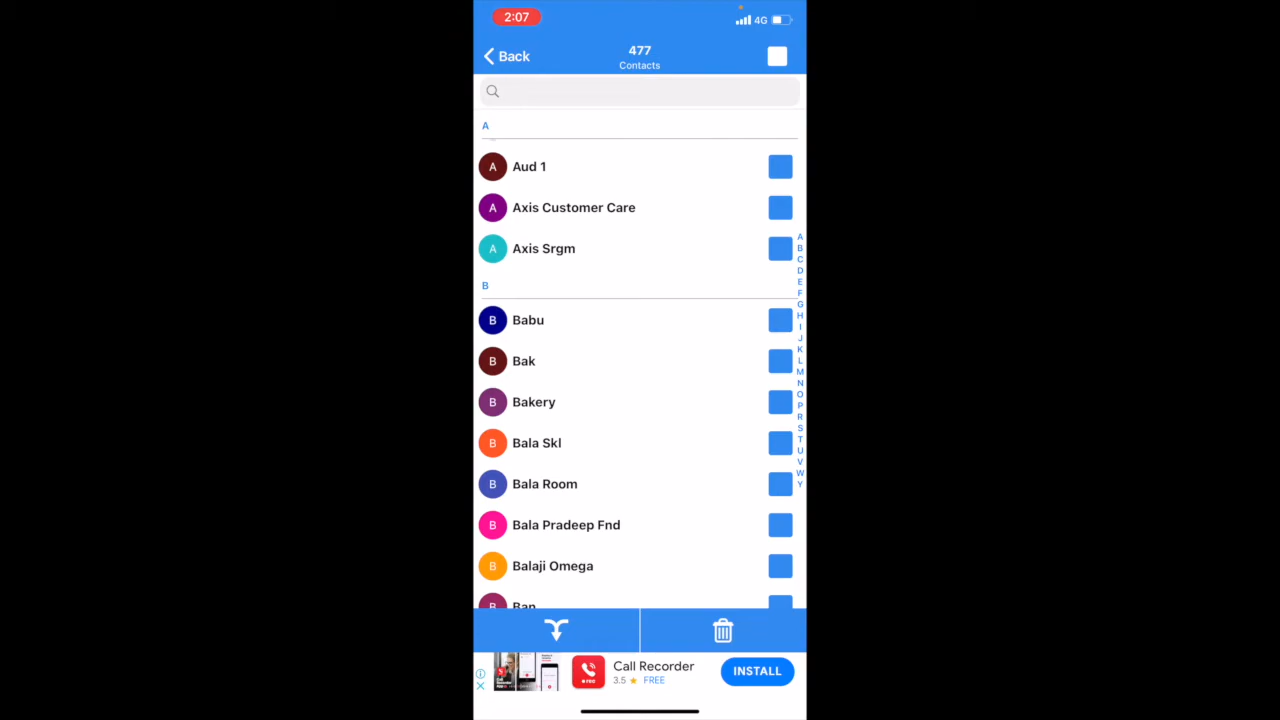 2:07
4G
Back
477
Contacts
A
A Aud 1
A Axis Customer Care
A Axis Srgm
B
B Babu
B Bak
B Bakery
B Bala Skl
B Bala Room
B Bala Pradeep Fnd
B Balaji Omega
B Ban
A
B
C
D
E
F
G
H
I
J
K
L
M
N
O
P
R
S
T
U
V
W
Y
Call Recorder
3.5 FREE
INSTALL